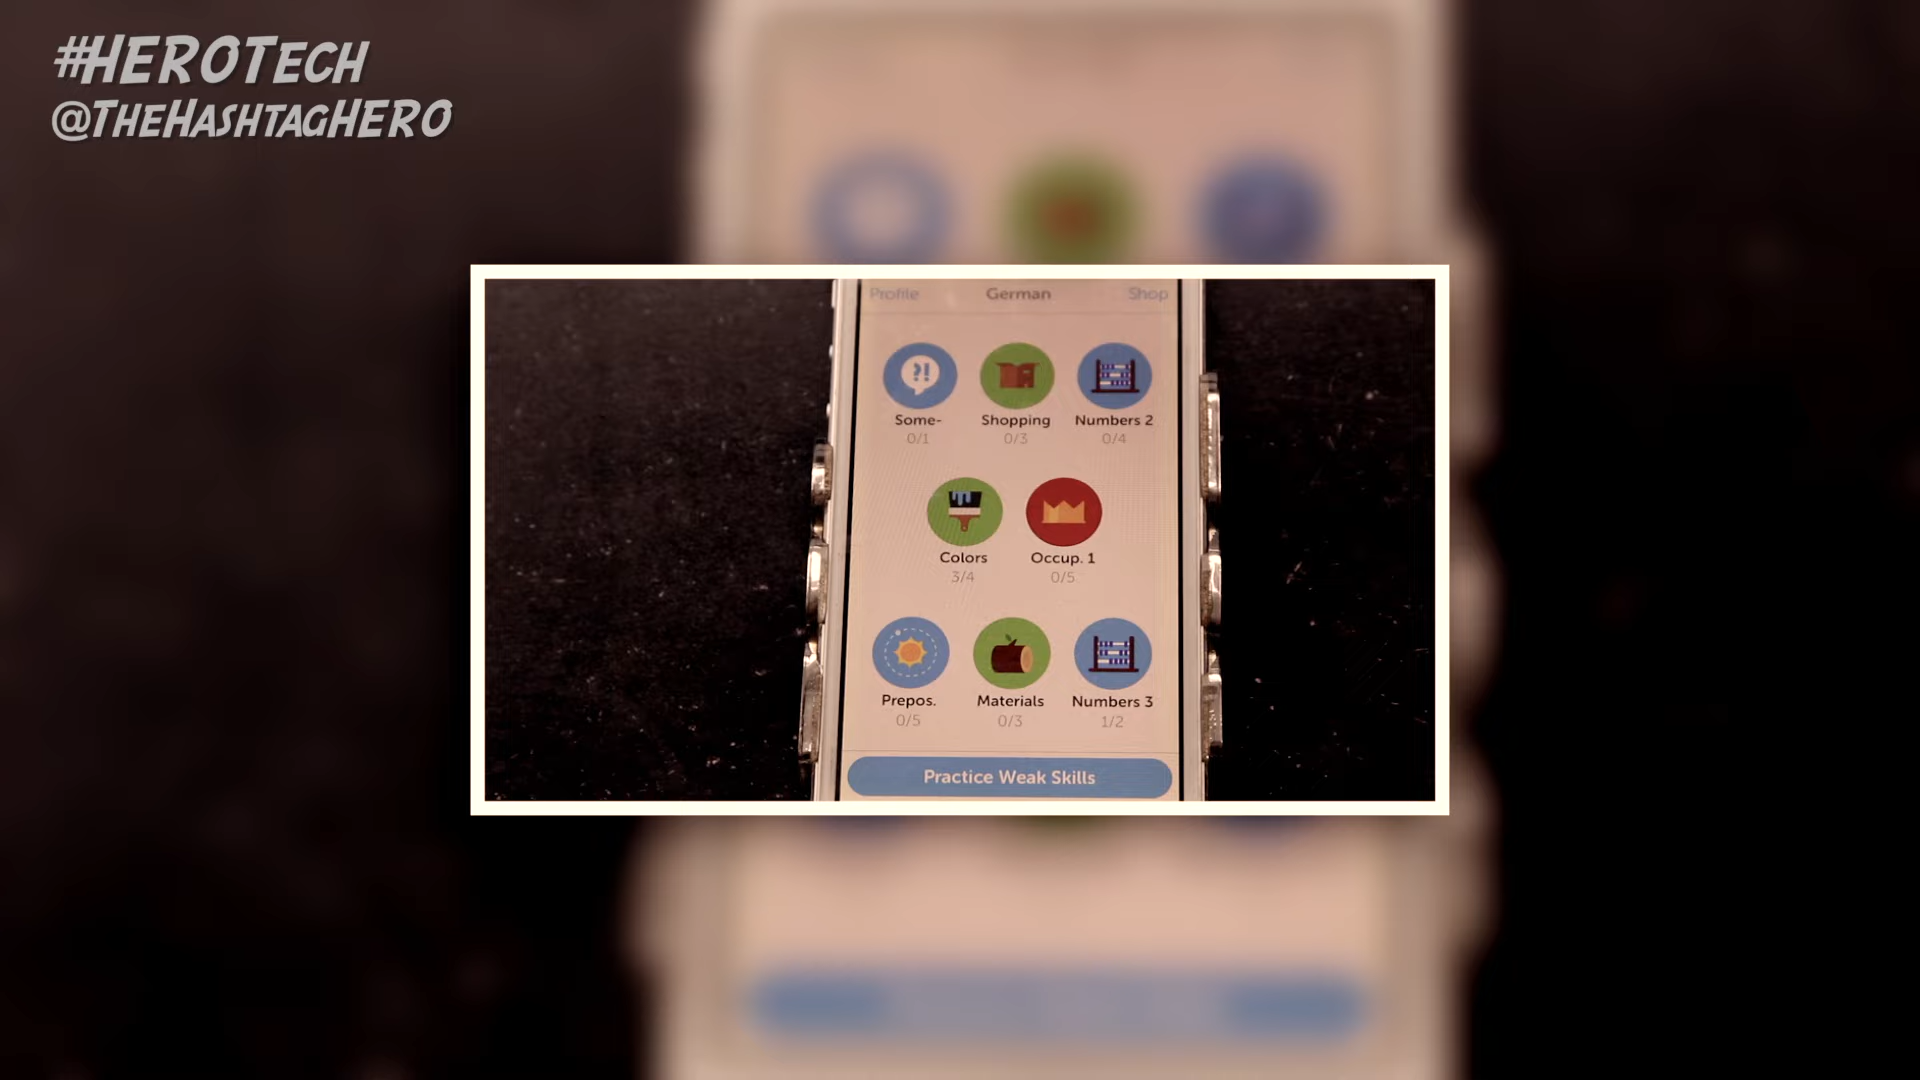 #HEROTECH
@THEHASHTAGHERO
Profile German Shop
?!
Some- Shopping Numbers 2
0/1 0/3 0/4
Colors Occup. 1
3/4 0/5
Prepos. Materials Numbers 3
0/5 0/3 1/2
Practice Weak Skills